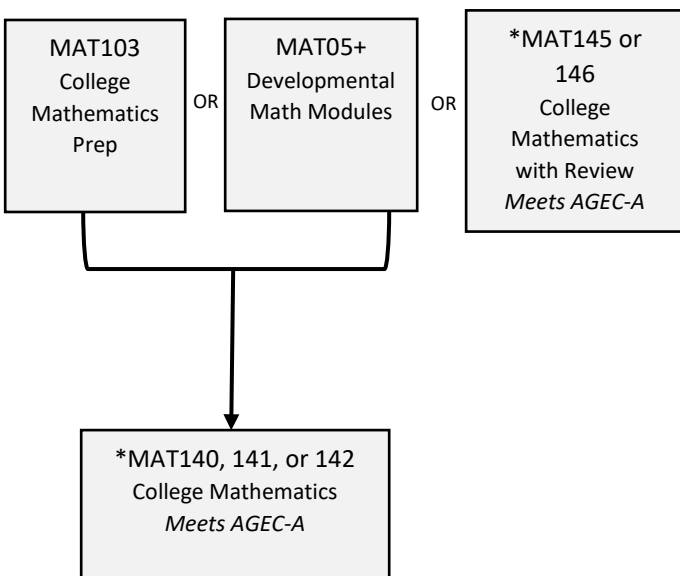 MAT103
College
Mathematics
Prep
OR
MAT05+
Developmental
Math Modules
OR
*MAT145 or
146
College
Mathematics
with Review
Meets AGEC-A
*MAT140, 141, or 142
College Mathematics
Meets AGEC-A